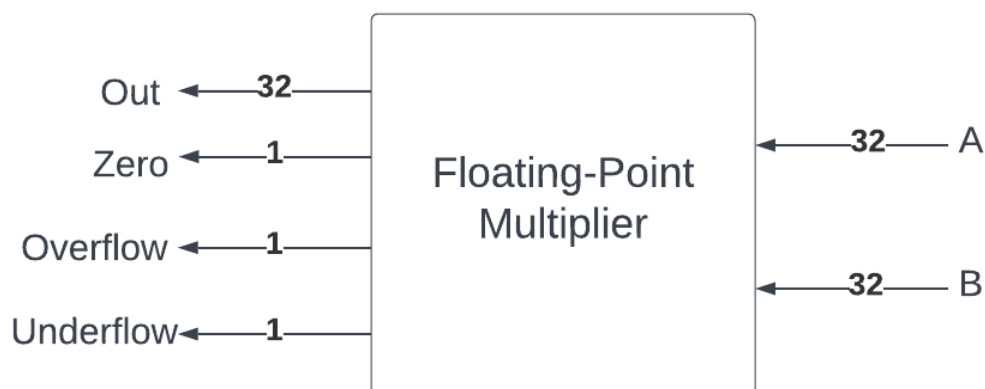 Out
32
Zero
1
Overflow
1
Underflow
1
Floating-Point
Multiplier
32
A
32
B